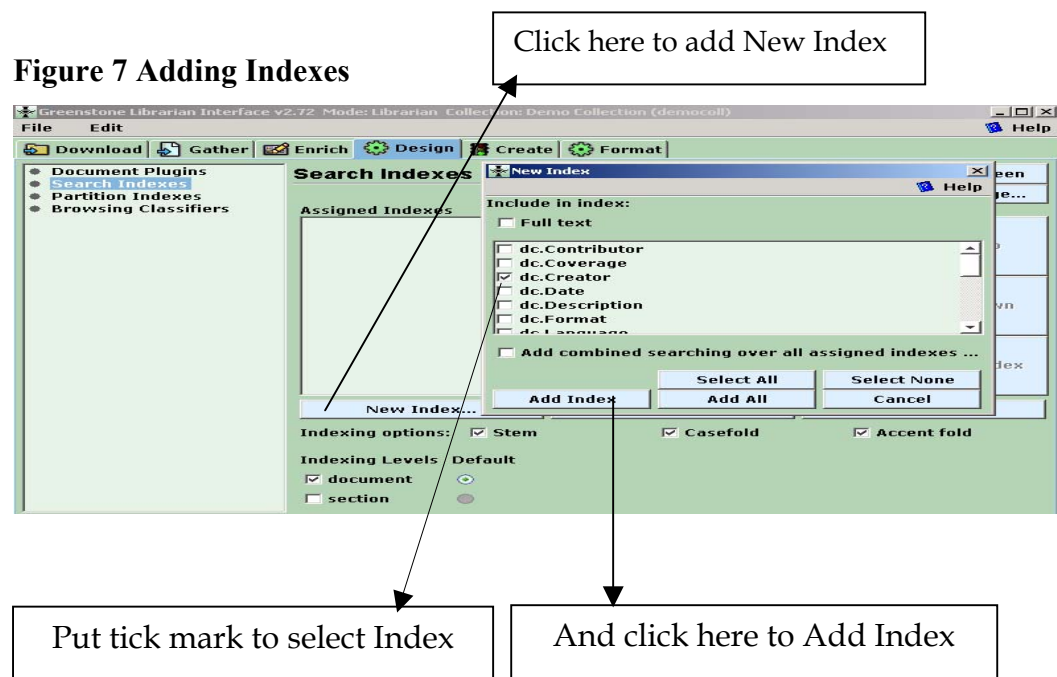 Click here to add New Index
Figure 7 Adding Indexes
Greenstone Librarian Interface v2.72 Mode: Librarian Collection: Demo Collection (democoll)
File Edit Help
Download Gather Enrich Design Create Format
Document Plugins
Search Indexes
Partition Indexes
Browsing Classifiers
Search Indexes
Assigned Indexes
New Index
Help
Include in index:
Full text
dc.Contributor
dc.Coverage
dc.Creator
dc.Date
dc.Description
dc.Format
dc.Language
Add combined searching over all assigned indexes ...
Select All Select None
Add Index Add All Cancel
New Index...
Indexing options: Stem Casefold Accent fold
Indexing Levels Default
document
section
Put tick mark to select Index
And click here to Add Index